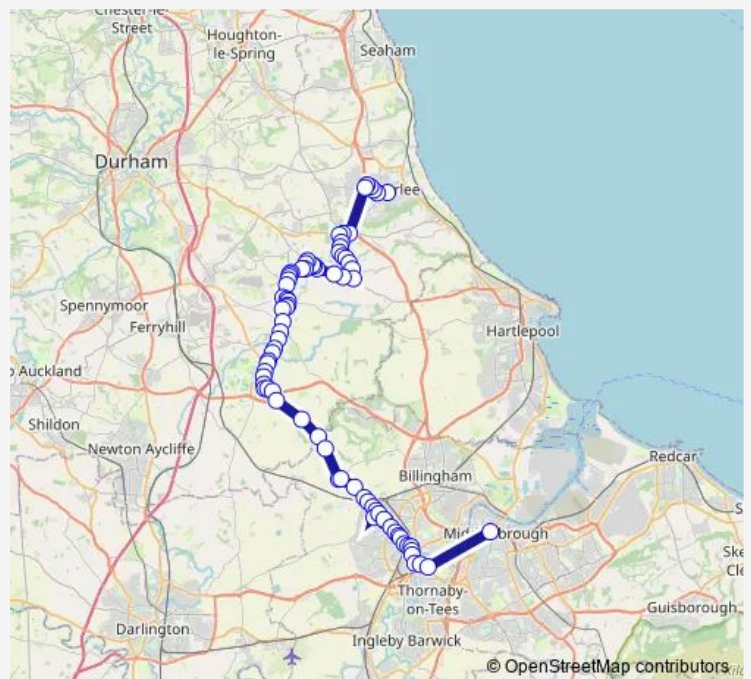 Chester-le-
Street
Houghton-
le-Spring
Seaham
Durham
rlee
Spennymoor
Ferryhill
Hartlepool
Auckland
Shildon
Newton Aycliffe
Billingham
Redcar
Mid
brough
Thornaby-
on-Tees
Guisborough
Darlington
Ingleby Barwick
© OpenStreetMap contributors